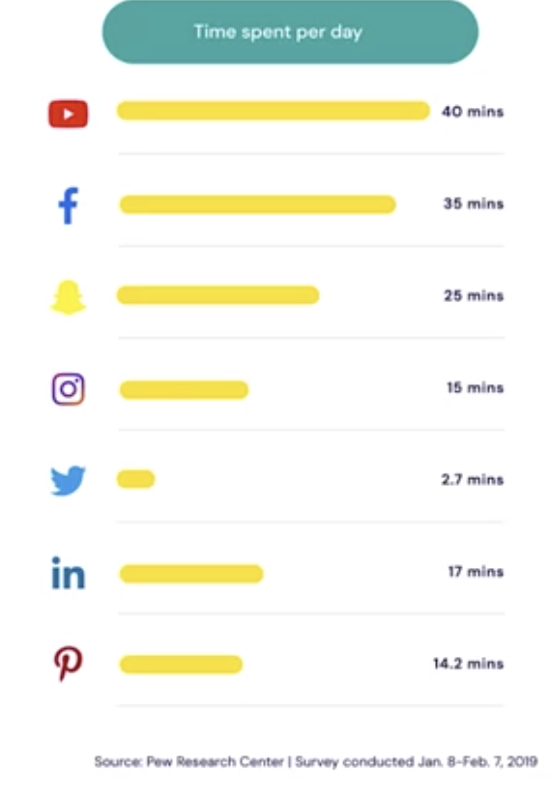 Time spent per day
40 mins
35 mins
25 mins
15 mins
2.7 mins
in
17 mins
14.2 mins
Source: Pew Research Center | Survey conducted Jan. 8-Feb. 7, 2019